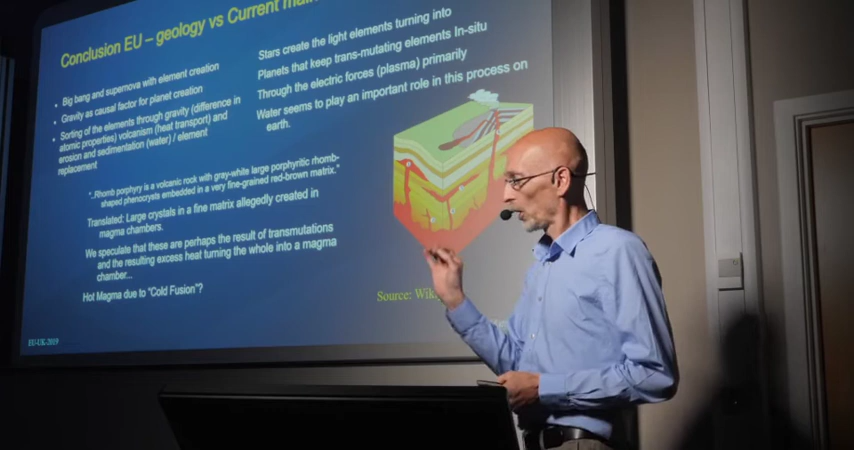 Conclusion EU – geology vs Current
Big bang and supernova with element creation
Gravity as causal factor for planet creation
Sorting of the elements through gravity (difference in
atomic properties) volcanism (heat transport) and
erosion and sedimentation (water) / element
replacement
Stars create the light elements turning into
Planets that keep trans-mutating elements In-situ
Through the electric forces (plasma) primarily
Water seems to play an important role in this process on
earth.
"..Rhomb porphyry is a volcanic rock with gray-white large porphyritic rhomb-
shaped phenocrysts embedded in a very fine-grained red-brown matrix."
Translated: Large crystals in a fine matrix allegedly created in
magma chambers.
We speculate that these are perhaps the result of transmutations
and the resulting excess heat turning the whole into a magma
chamber...
Hot Magma due to "Cold Fusion"?
Source:
EU-UK-2019